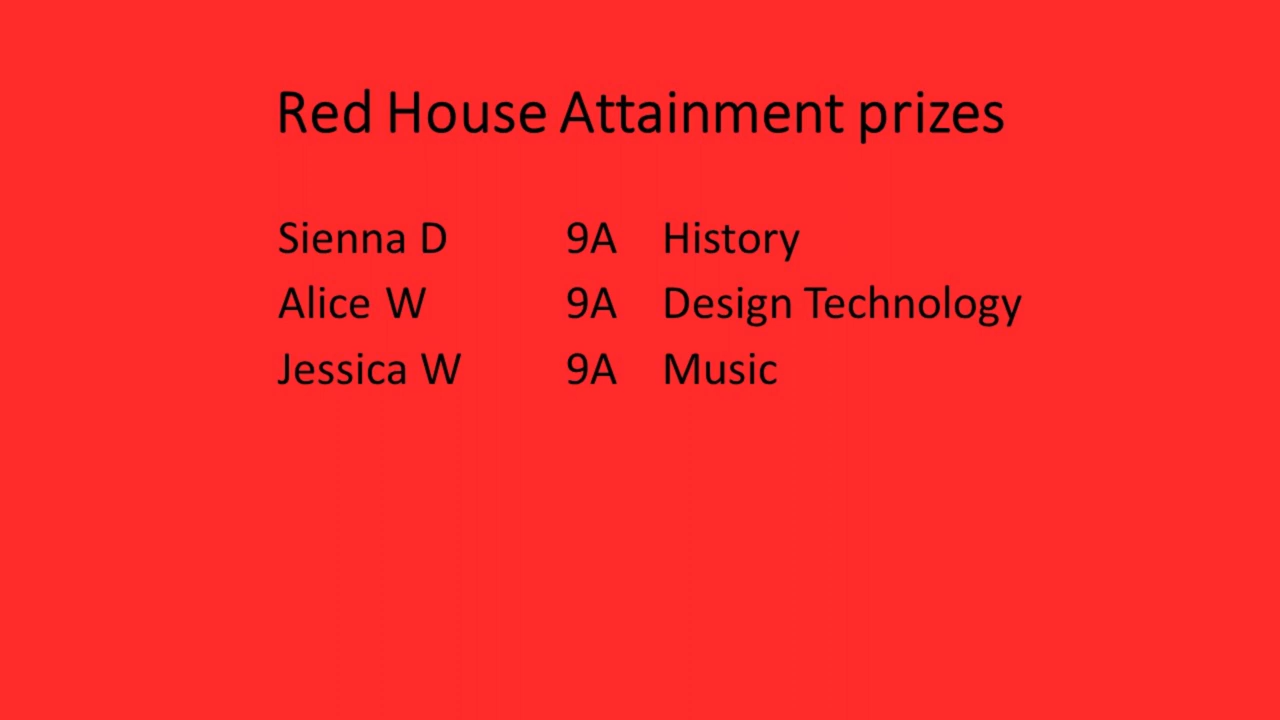 Red House Attainment prizes
Sienna D 9A History
Alice W 9A Design Technology
Jessica W 9A Music